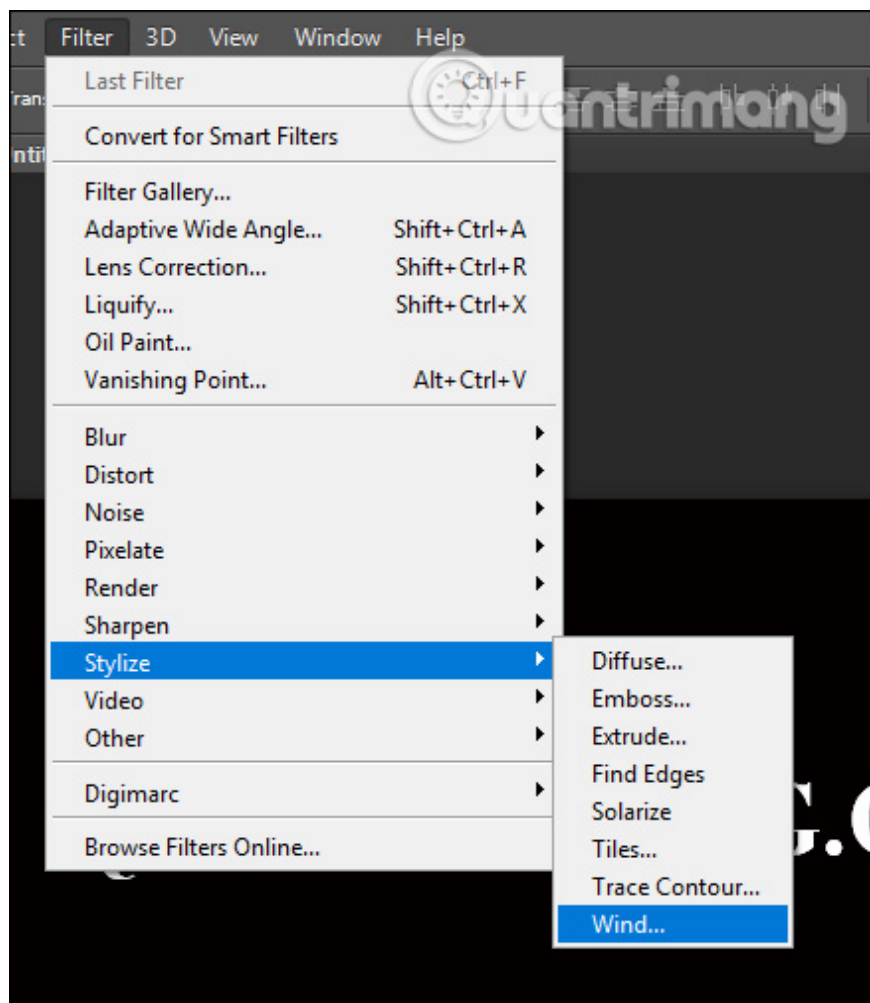 Filter 3D View Window Help
Last Filter Ctrl+F
Quantrimang
Convert for Smart Filters
Filter Gallery...
Adaptive Wide Angle... Shift+Ctrl+A
Lens Correction... Shift+Ctrl+R
Liquify... Shift+Ctrl+X
Oil Paint...
Vanishing Point... Alt+Ctrl+V
Blur
Distort
Noise
Pixelate
Render
Sharpen
Stylize
Video
Other
Digimarc
Browse Filters Online...
Diffuse...
Emboss...
Extrude...
Find Edges
Solarize
Tiles...
Trace Contour...
Wind...